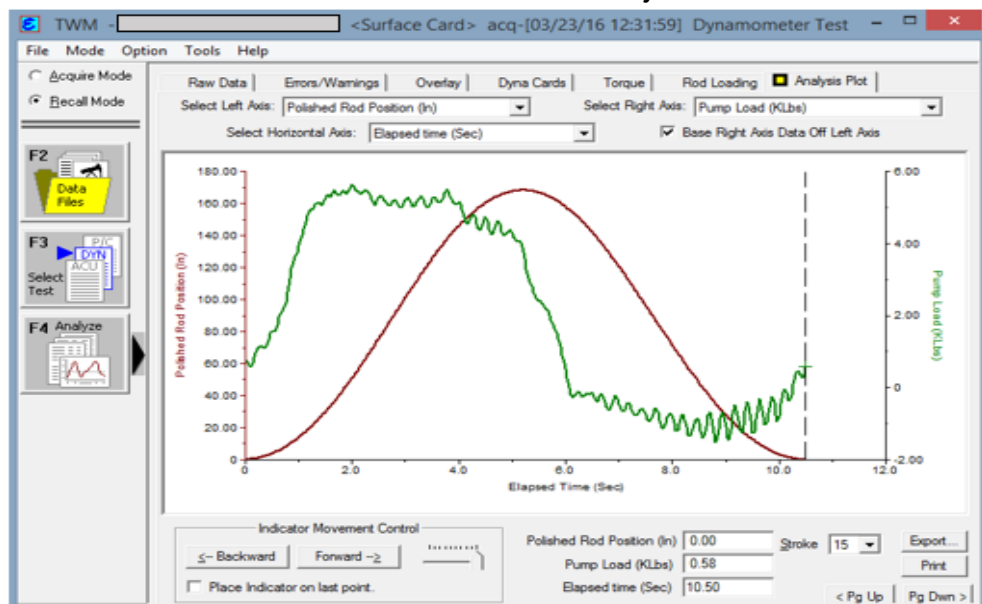 TWM - <Surface Card> acq-[03/23/16 12:31:59] Dynamometer Test
File Mode Option Tools Help
Acquire Mode
Recall Mode
F2
Data
Files
F3
P/C
DYN
ACU
Select
Test
F4 Analyze
Raw Data Errors/Warnings Overlay Dyna Cards Torque Rod Loading Analysis Plot
Select Left Axis: Polished Rod Position (In) Select Right Axis: Pump Load (KLbs)
Select Horizontal Axis: Elapsed time (Sec) Base Right Axis Data Off Left Axis
180.00
160.00
140.00
120.00
100.00
80.00
60.00
40.00
20.00
0
Polished Rod Position (In)
6.00
4.00
2.00
0
-2.00
Pump Load (KLbs)
0 2.0 4.0 6.0 8.0 10.0 12.0
Elapsed Time (Sec)
Indicator Movement Control
<-- Backward Forward -->
Place Indicator on last point.
Polished Rod Position (In) 0.00 Stroke 15 Export...
Pump Load (KLbs) 0.58 Print
Elapsed time (Sec) 10.50
< Pg Up Pg Dwn >